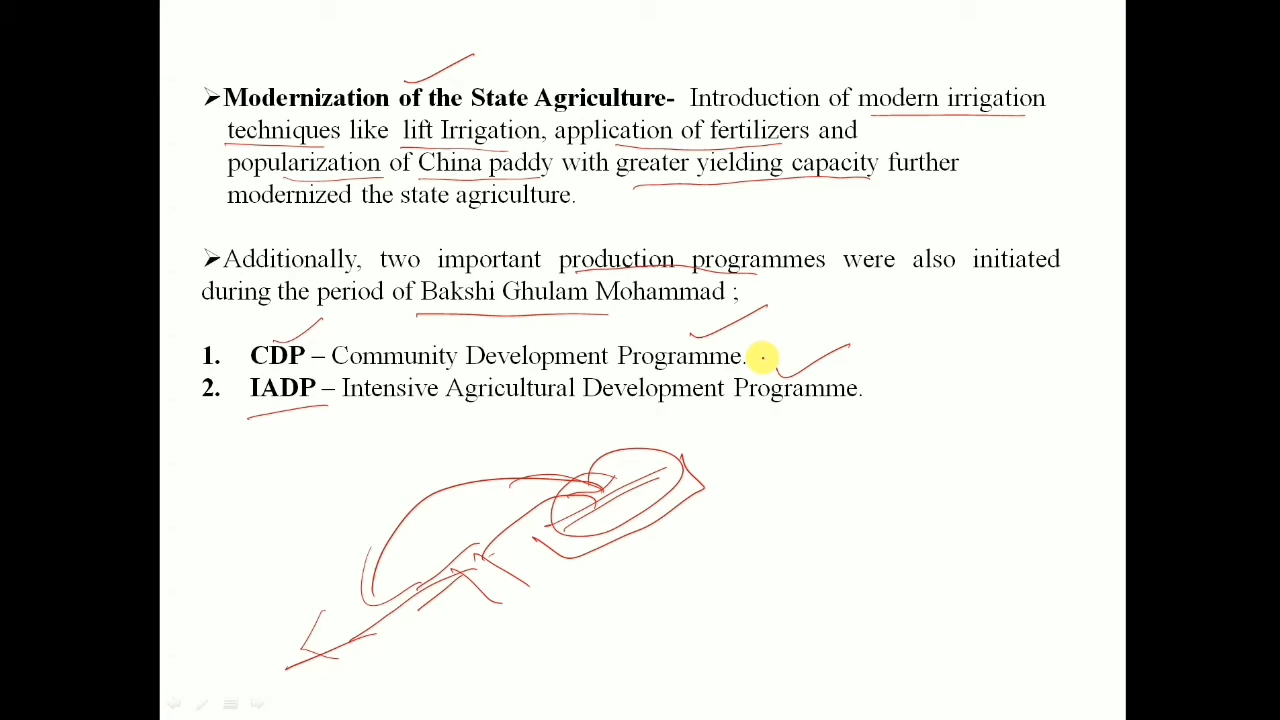 ➢Modernization of the State Agriculture- Introduction of modern irrigation
techniques like lift Irrigation, application of fertilizers and
popularization of China paddy with greater yielding capacity further
modernized the state agriculture.
➢Additionally, two important production programmes were also initiated
during the period of Bakshi Ghulam Mohammad ;
1. CDP – Community Development Programme.
2. IADP – Intensive Agricultural Development Programme.